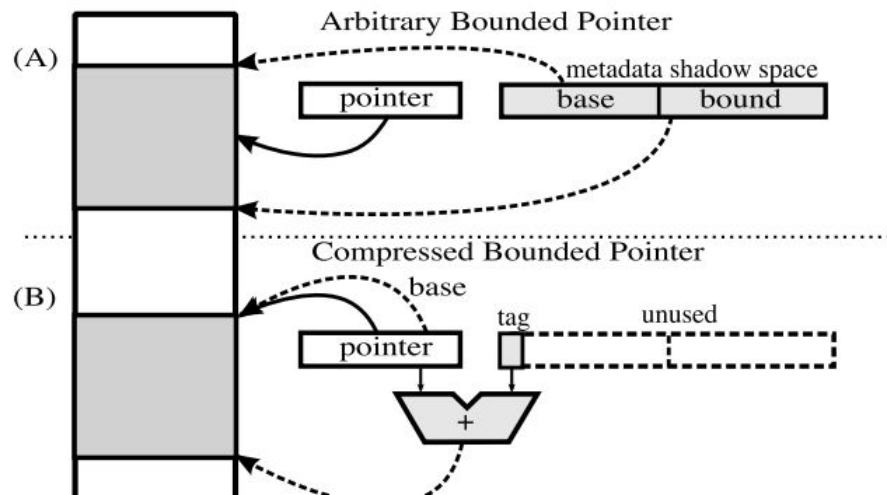 Arbitrary Bounded Pointer
(A)
metadata shadow space
pointer
base
bound
Compressed Bounded Pointer
(B)
base
tag
unused
pointer
+